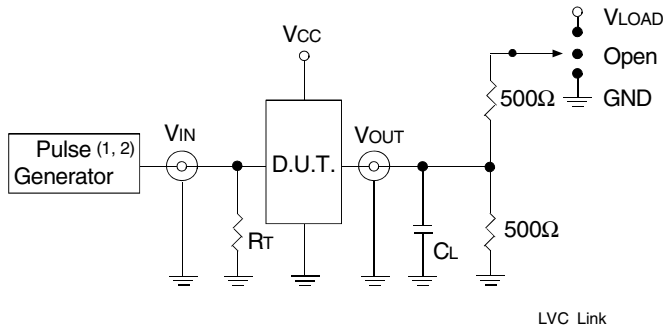 VLOAD
VCC
Open
500Ω
GND
VIN
VOUT
Pulse (1, 2)
Generator
D.U.T.
RT
CL
500Ω
LVC Link